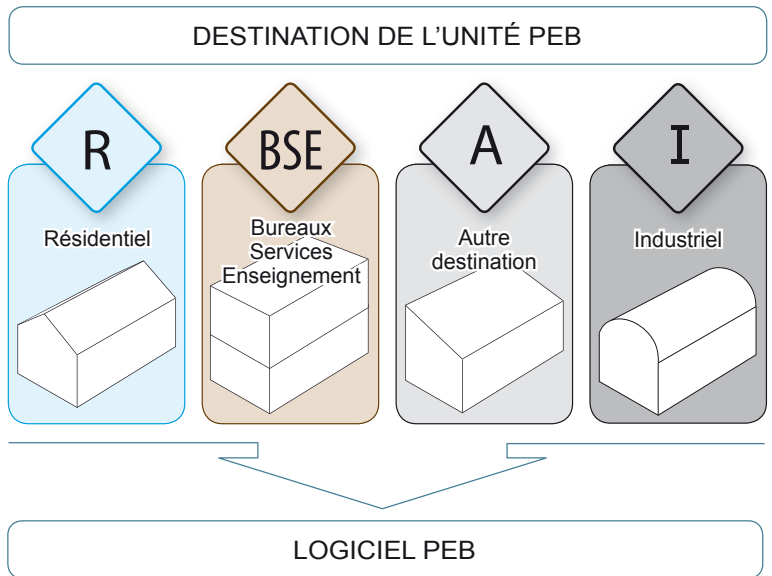 DESTINATION DE L'UNITÉ PEB
R
BSE
A
I
Résidentiel
Bureaux
Services
Enseignement
Autre
destination
Industriel
LOGICIEL PEB